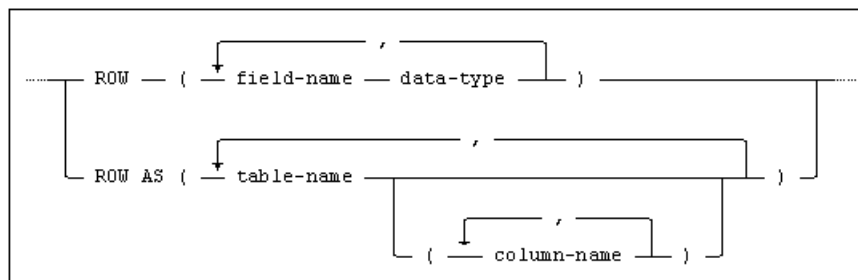 ,
ROW ( field-name data-type )
,
ROW AS ( table-name )
,
( column-name )